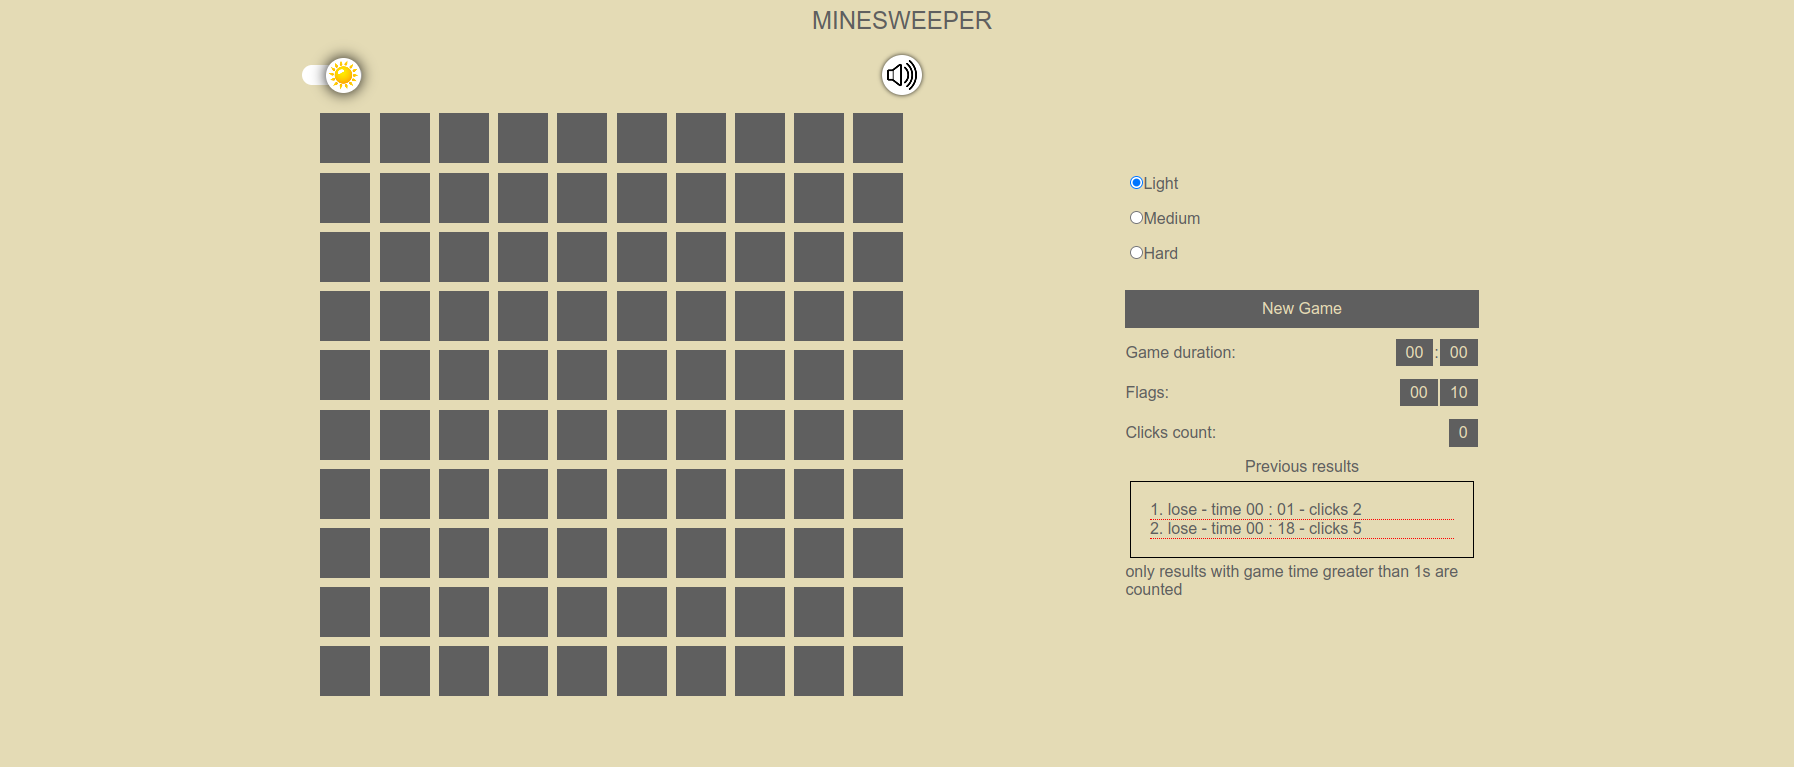 MINESWEEPER
Light
Medium
Hard
New Game
Game duration: 00 : 00
Flags: 00 10
Clicks count: 0
Previous results
1. lose - time 00 : 01 - clicks 2
2. lose - time 00 : 18 - clicks 5
only results with game time greater than 1s are
counted